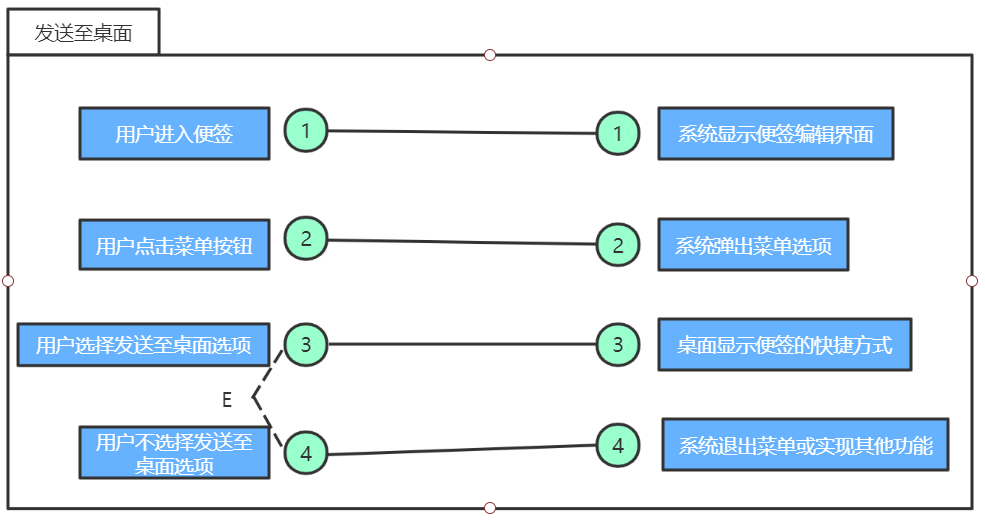 发送至桌面
用户进入便签
1
1
系统显示便签编辑界面
用户点击菜单按钮
2
2
系统弹出菜单选项
用户选择发送至桌面选项
3
3
桌面显示便签的快捷方式
E
用户不选择发送至
桌面选项
4
4
系统退出菜单或实现其他功能